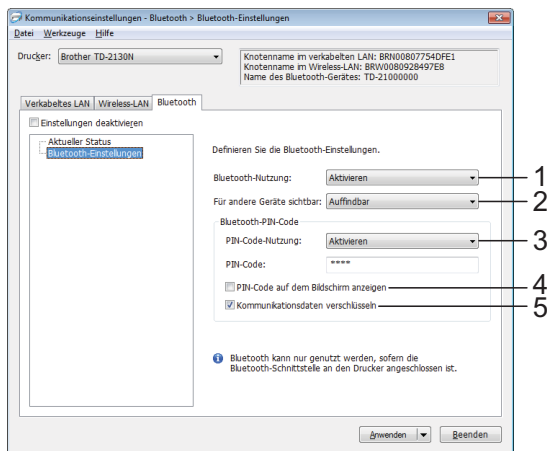 Kommunikationseinstellungen - Bluetooth > Bluetooth-Einstellungen
Datei Werkzeuge Hilfe
Drucker: Brother TD-2130N
Knotenname im verkabelten LAN: BRN00807754DFE1
Knotenname im Wireless-LAN: BRW0080928497E8
Name des Bluetooth-Gerätes: TD-21000000
Verkabeltes LAN Wireless-LAN Bluetooth
Einstellungen deaktivieren
Aktueller Status
Bluetooth-Einstellungen
Definieren Sie die Bluetooth-Einstellungen.
Bluetooth-Nutzung: Aktivieren 1
Für andere Geräte sichtbar: Auffindbar 2
Bluetooth-PIN-Code
PIN-Code-Nutzung: Aktivieren 3
PIN-Code: ****
PIN-Code auf dem Bildschirm anzeigen 4
Kommunikationsdaten verschlüsseln 5
Bluetooth kann nur genutzt werden, sofern die
Bluetooth-Schnittstelle an den Drucker angeschlossen ist.
Anwenden Beenden